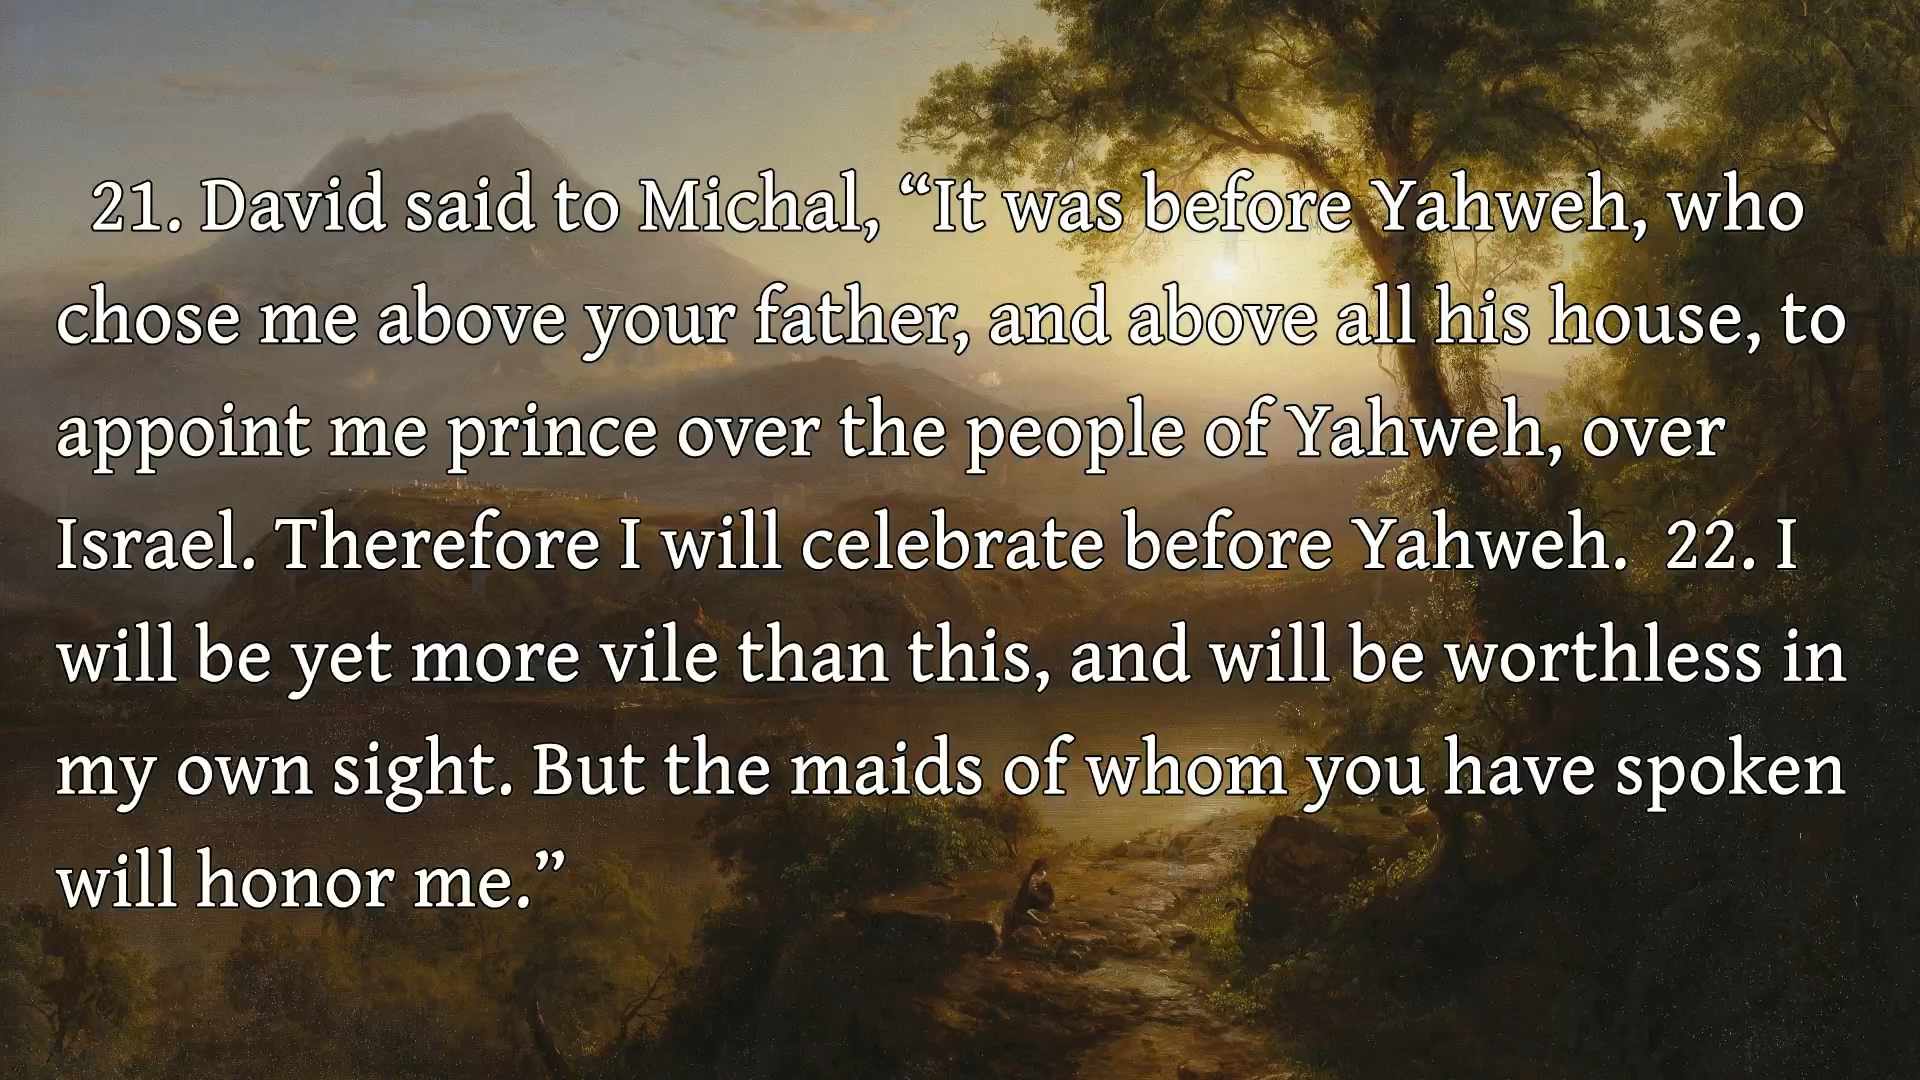 21. David said to Michal, “It was before Yahweh, who
chose me above your father, and above all his house, to
appoint me prince over the people of Yahweh, over
Israel. Therefore I will celebrate before Yahweh.  22. I
will be yet more vile than this, and will be worthless in
my own sight. But the maids of whom you have spoken
will honor me.”